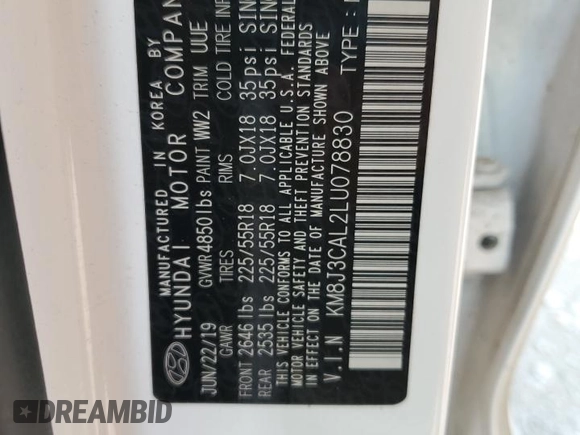 MANUFACTURED IN KOREA BY
HYUNDAI MOTOR COMPAN
JUN/22/19 GVWR 4850 lbs PAINT WW2 TRIM UUE
GAWR TIRES RIMS COLD TIRE INF
FRONT 2646 lbs 225/55R18 7.0JX18 35psi SIN
REAR 2535 lbs 225/55R18 7.0JX18 35psi SIN
THIS VEHICLE CONFORMS TO ALL APPLICABLE U.S.A. FEDERAL
MOTOR VEHICLE SAFETY AND THEFT PREVENTION STANDARDS
IN EFFECT ON THE DATE OF MANUFACTURE SHOWN ABOVE
V.I.N KM8J3CAL2LU078830 TYPE:
DREAMBID